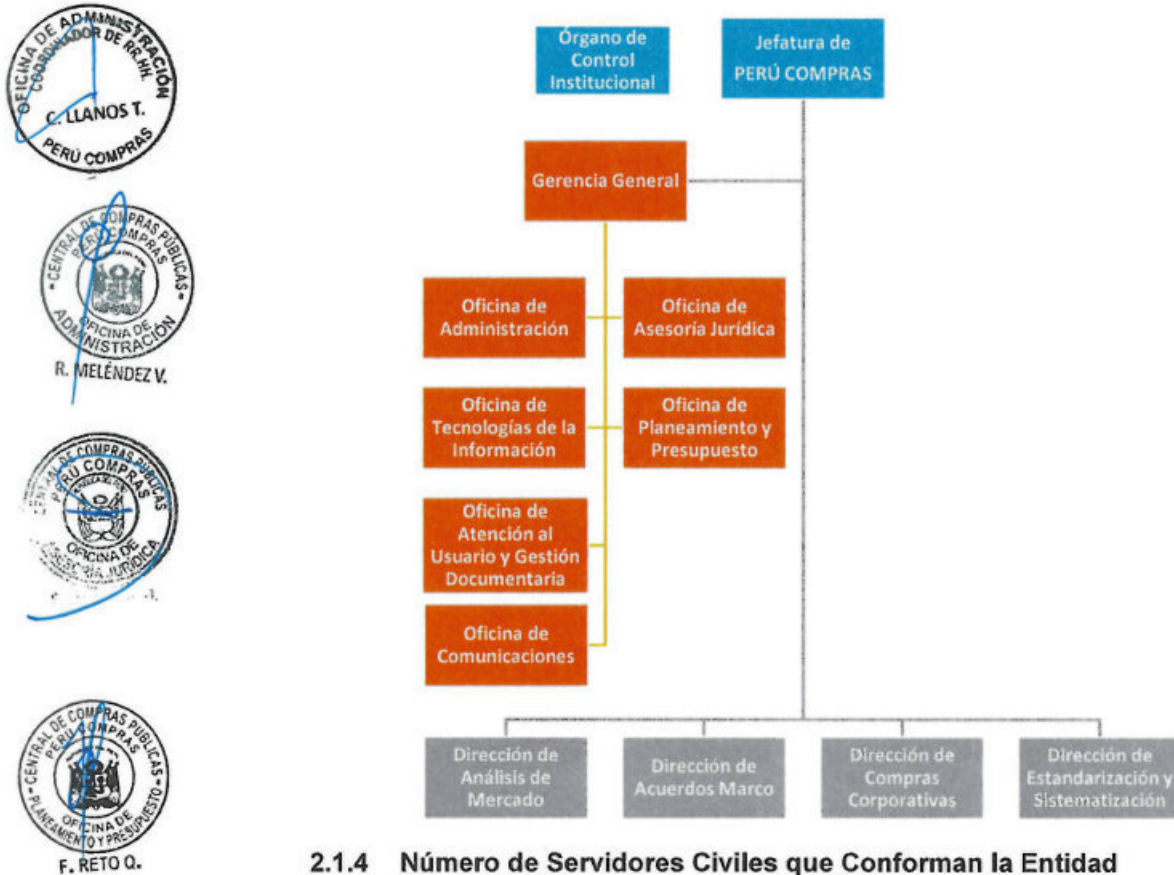 OFICINA DE ADMINISTRACIÓN
COORDINADOR DE RR.HH.
C. LLANOS T.
PERÚ COMPRAS
CENTRAL DE COMPRAS PÚBLICAS
PERÚ COMPRAS
OFICINA DE
ADMINISTRACIÓN
R. MELÉNDEZ V.
CENTRAL DE COMPRAS PÚBLICAS
PERÚ COMPRAS
OFICINA DE
ASESORÍA JURÍDICA
CENTRAL DE COMPRAS PÚBLICAS
PERÚ COMPRAS
OFICINA DE
PLANEAMIENTO Y PRESUPUESTO
F. RETO Q.
Órgano de
Control
Institucional
Jefatura de
PERÚ COMPRAS
Gerencia General
Oficina de
Administración
Oficina de
Asesoría Jurídica
Oficina de
Tecnologías de la
Información
Oficina de
Planeamiento y
Presupuesto
Oficina de
Atención al
Usuario y Gestión
Documentaria
Oficina de
Comunicaciones
Dirección de
Análisis de
Mercado
Dirección de
Acuerdos Marco
Dirección de
Compras
Corporativas
Dirección de
Estandarización y
Sistematización
2.1.4 Número de Servidores Civiles que Conforman la Entidad